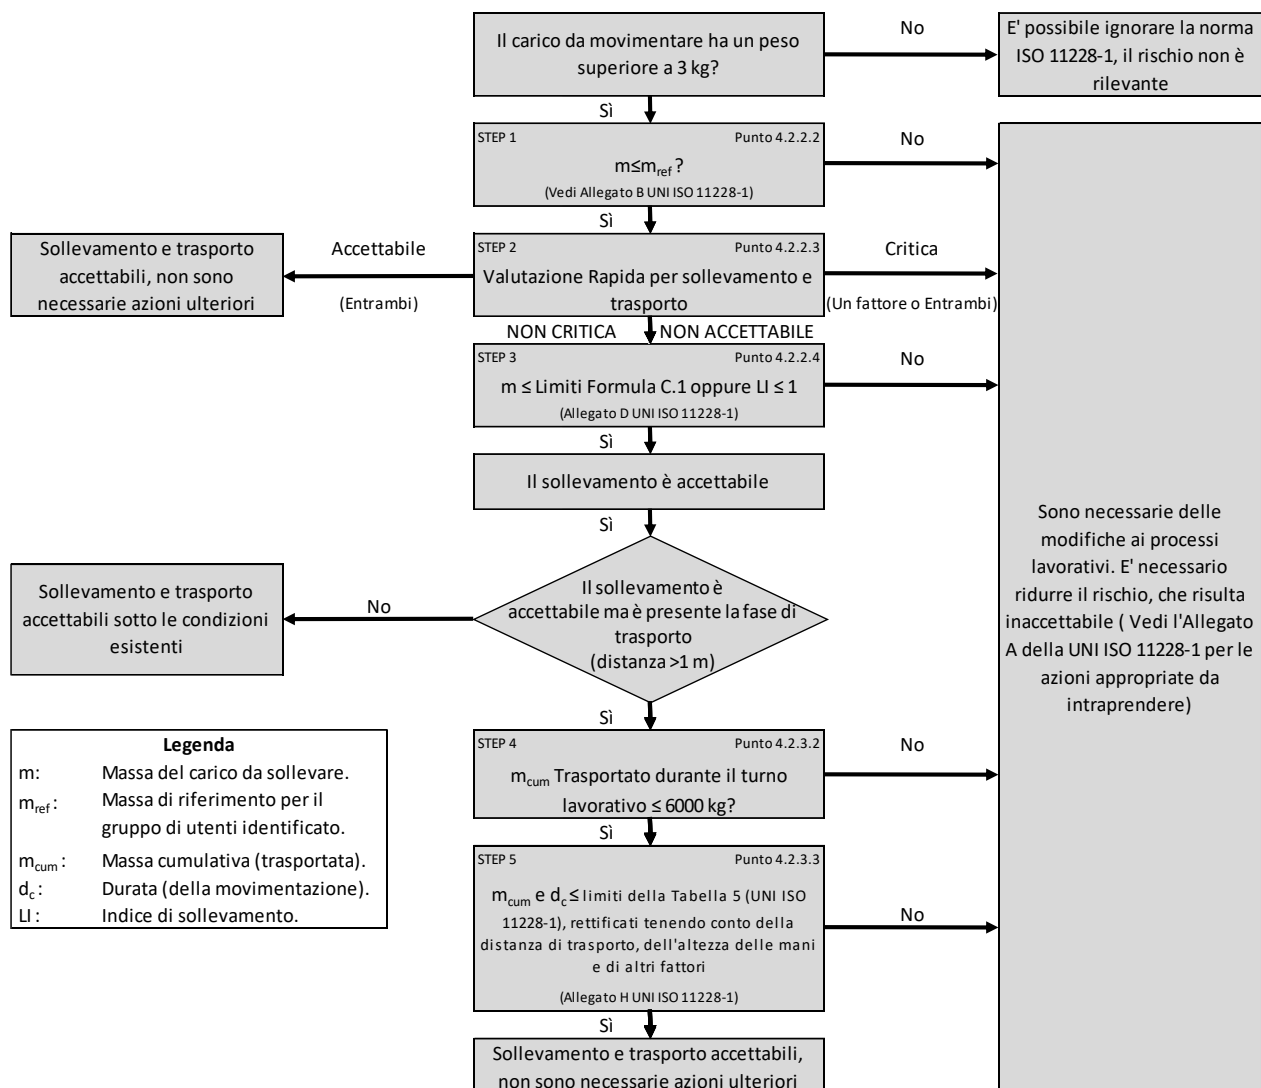 Il carico da movimentare ha un peso
superiore a 3 kg?
No
E' possibile ignorare la norma
ISO 11228-1, il rischio non è
rilevante
Sì
STEP 1 Punto 4.2.2.2
m≤m_ref ?
(Vedi Allegato B UNI ISO 11228-1)
No
Sì
STEP 2 Punto 4.2.2.3
Valutazione Rapida per sollevamento e
trasporto
Accettabile
(Entrambi)
Sollevamento e trasporto
accettabili, non sono
necessarie azioni ulteriori
Critica
(Un fattore o Entrambi)
NON CRITICA NON ACCETTABILE
STEP 3 Punto 4.2.2.4
m ≤ Limiti Formula C.1 oppure LI ≤ 1
(Allegato D UNI ISO 11228-1)
No
Sì
Il sollevamento è accettabile
Sì
Il sollevamento è
accettabile ma è presente la fase di
trasporto
(distanza >1 m)
No
Sollevamento e trasporto
accettabili sotto le condizioni
esistenti
Sono necessarie delle
modifiche ai processi
lavorativi. E' necessario
ridurre il rischio, che risulta
inaccettabile ( Vedi l'Allegato
A della UNI ISO 11228-1 per le
azioni appropriate da
intraprendere)
Sì
STEP 4 Punto 4.2.3.2
m_cum Trasportato durante il turno
lavorativo ≤ 6000 kg?
No
Sì
STEP 5 Punto 4.2.3.3
m_cum e d_c ≤ limiti della Tabella 5 (UNI ISO
11228-1), rettificati tenendo conto della
distanza di trasporto, dell'altezza delle mani
e di altri fattori
(Allegato H UNI ISO 11228-1)
No
Sì
Sollevamento e trasporto accettabili,
non sono necessarie azioni ulteriori
Legenda
m: Massa del carico da sollevare.
m_ref : Massa di riferimento per il
gruppo di utenti identificato.
m_cum : Massa cumulativa (trasportata).
d_c : Durata (della movimentazione).
LI : Indice di sollevamento.